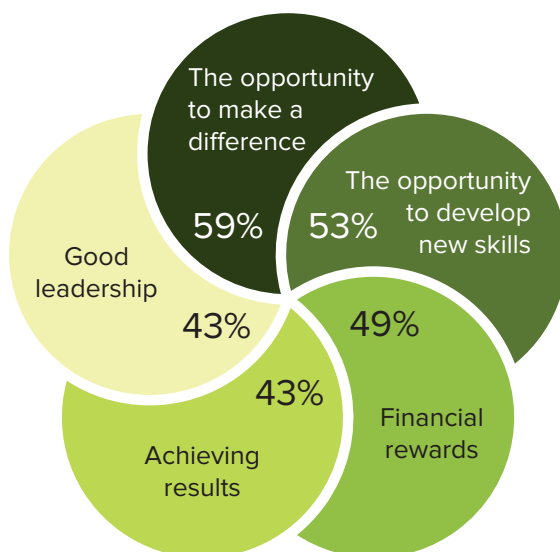 The opportunity
to make a
difference
59%
The opportunity
to develop
new skills
53%
49%
Financial
rewards
43%
Achieving
results
Good
leadership
43%